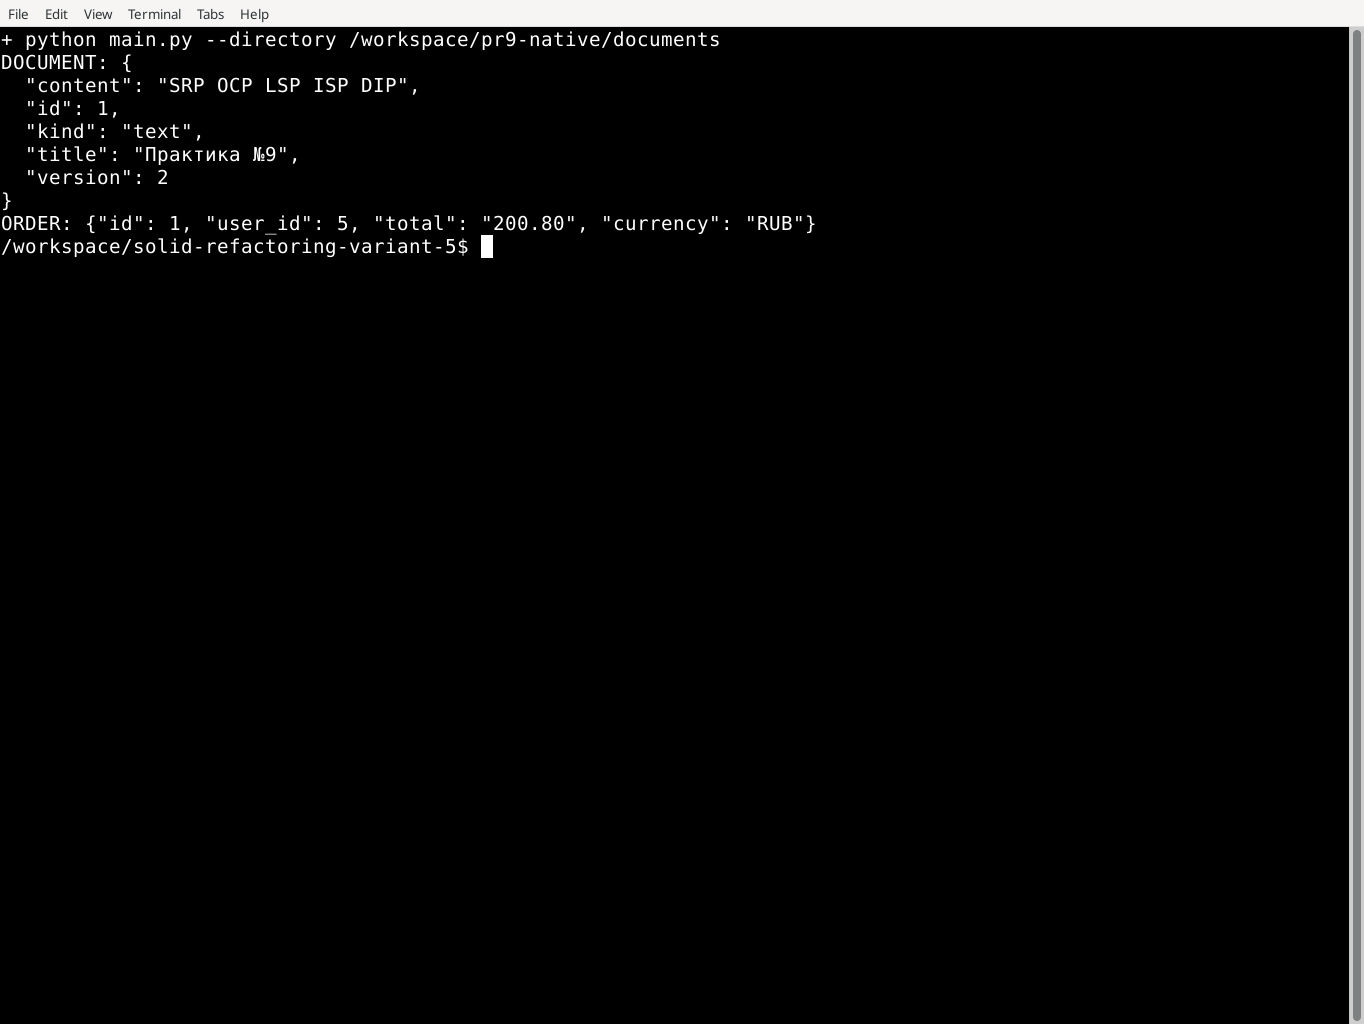 File Edit View Terminal Tabs Help
+ python main.py --directory /workspace/pr9-native/documents
DOCUMENT: {
  "content": "SRP OCP LSP ISP DIP",
  "id": 1,
  "kind": "text",
  "title": "Практика №9",
  "version": 2
}
ORDER: {"id": 1, "user_id": 5, "total": "200.80", "currency": "RUB"}
/workspace/solid-refactoring-variant-5$